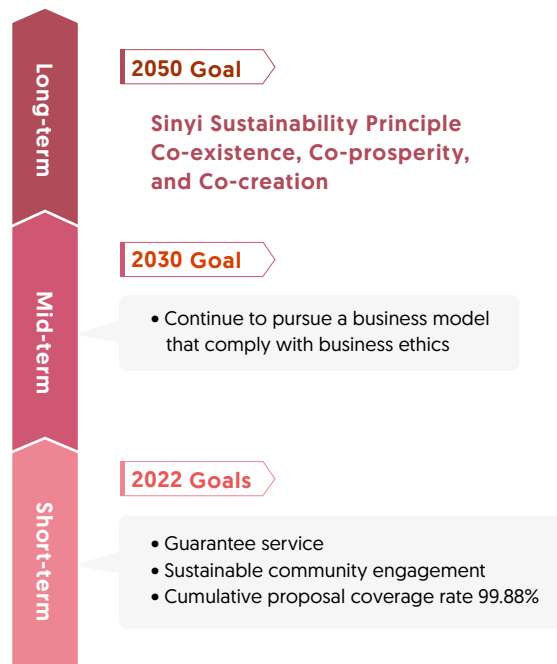 Long-term
2050 Goal
Sinyi Sustainability Principle
Co-existence, Co-prosperity,
and Co-creation
Mid-term
2030 Goal
• Continue to pursue a business model
that comply with business ethics
Short-term
2022 Goals
• Guarantee service
• Sustainable community engagement
• Cumulative proposal coverage rate 99.88%